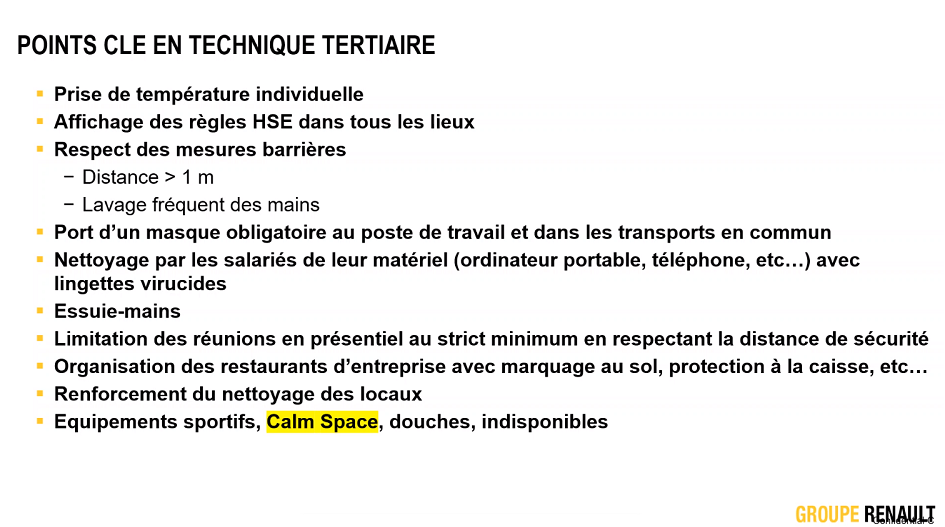 POINTS CLE EN TECHNIQUE TERTIAIRE
▪ Prise de température individuelle
▪ Affichage des règles HSE dans tous les lieux
▪ Respect des mesures barrières
− Distance > 1 m
− Lavage fréquent des mains
▪ Port d’un masque obligatoire au poste de travail et dans les transports en commun
▪ Nettoyage par les salariés de leur matériel (ordinateur portable, téléphone, etc…) avec
lingettes virucides
▪ Essuie-mains
▪ Limitation des réunions en présentiel au strict minimum en respectant la distance de sécurité
▪ Organisation des restaurants d’entreprise avec marquage au sol, protection à la caisse, etc…
▪ Renforcement du nettoyage des locaux
▪ Equipements sportifs, Calm Space, douches, indisponibles
GROUPE RENAULT
Confidential C